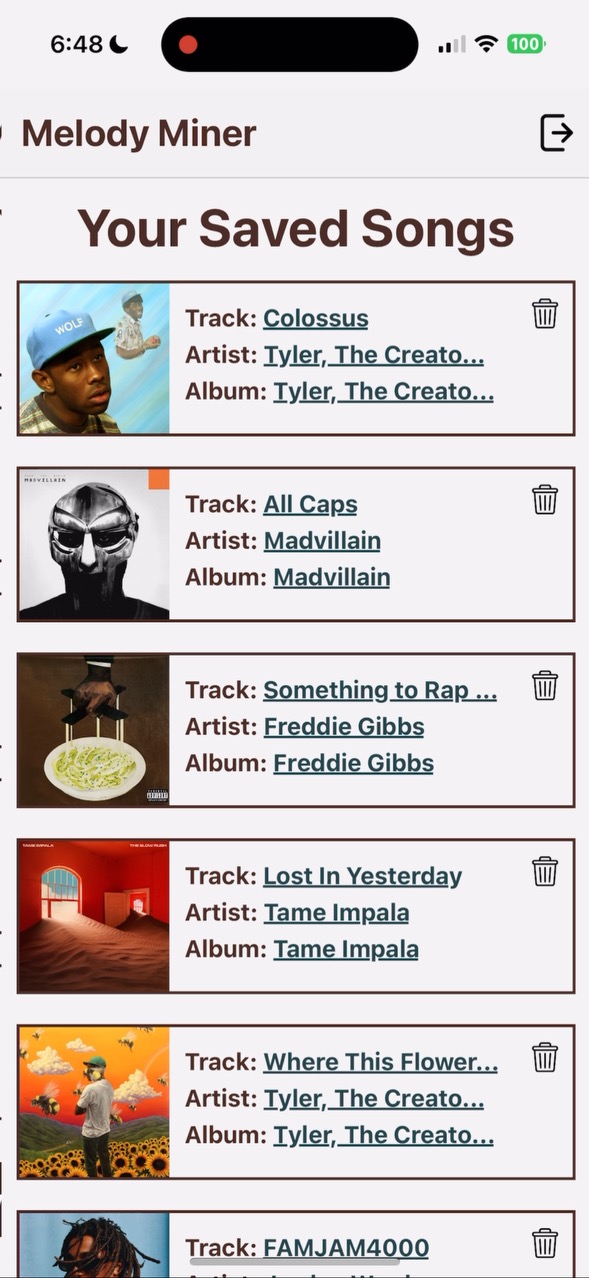 6:48
100
Melody Miner
Your Saved Songs
WOLF
Track: Colossus
Artist: Tyler, The Creato...
Album: Tyler, The Creato...
MADVILLAIN
Track: All Caps
Artist: Madvillain
Album: Madvillain
Track: Something to Rap ...
Artist: Freddie Gibbs
Album: Freddie Gibbs
TAME IMPALA
THE SLOW RUSH
Track: Lost In Yesterday
Artist: Tame Impala
Album: Tame Impala
Track: Where This Flower...
Artist: Tyler, The Creato...
Album: Tyler, The Creato...
Track: FAMJAM4000